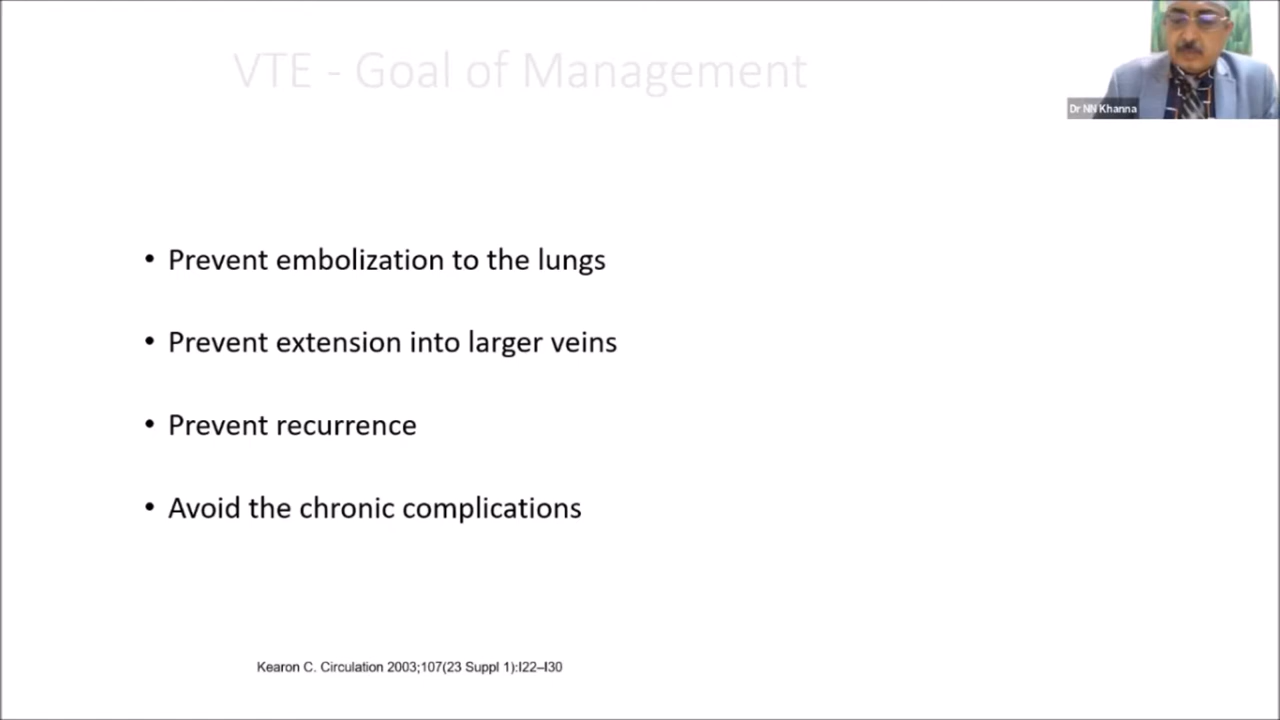 VTE - Goal of Management
Dr NN Khanna
• Prevent embolization to the lungs
• Prevent extension into larger veins
• Prevent recurrence
• Avoid the chronic complications
Kearon C. Circulation 2003;107(23 Suppl 1):I22–I30